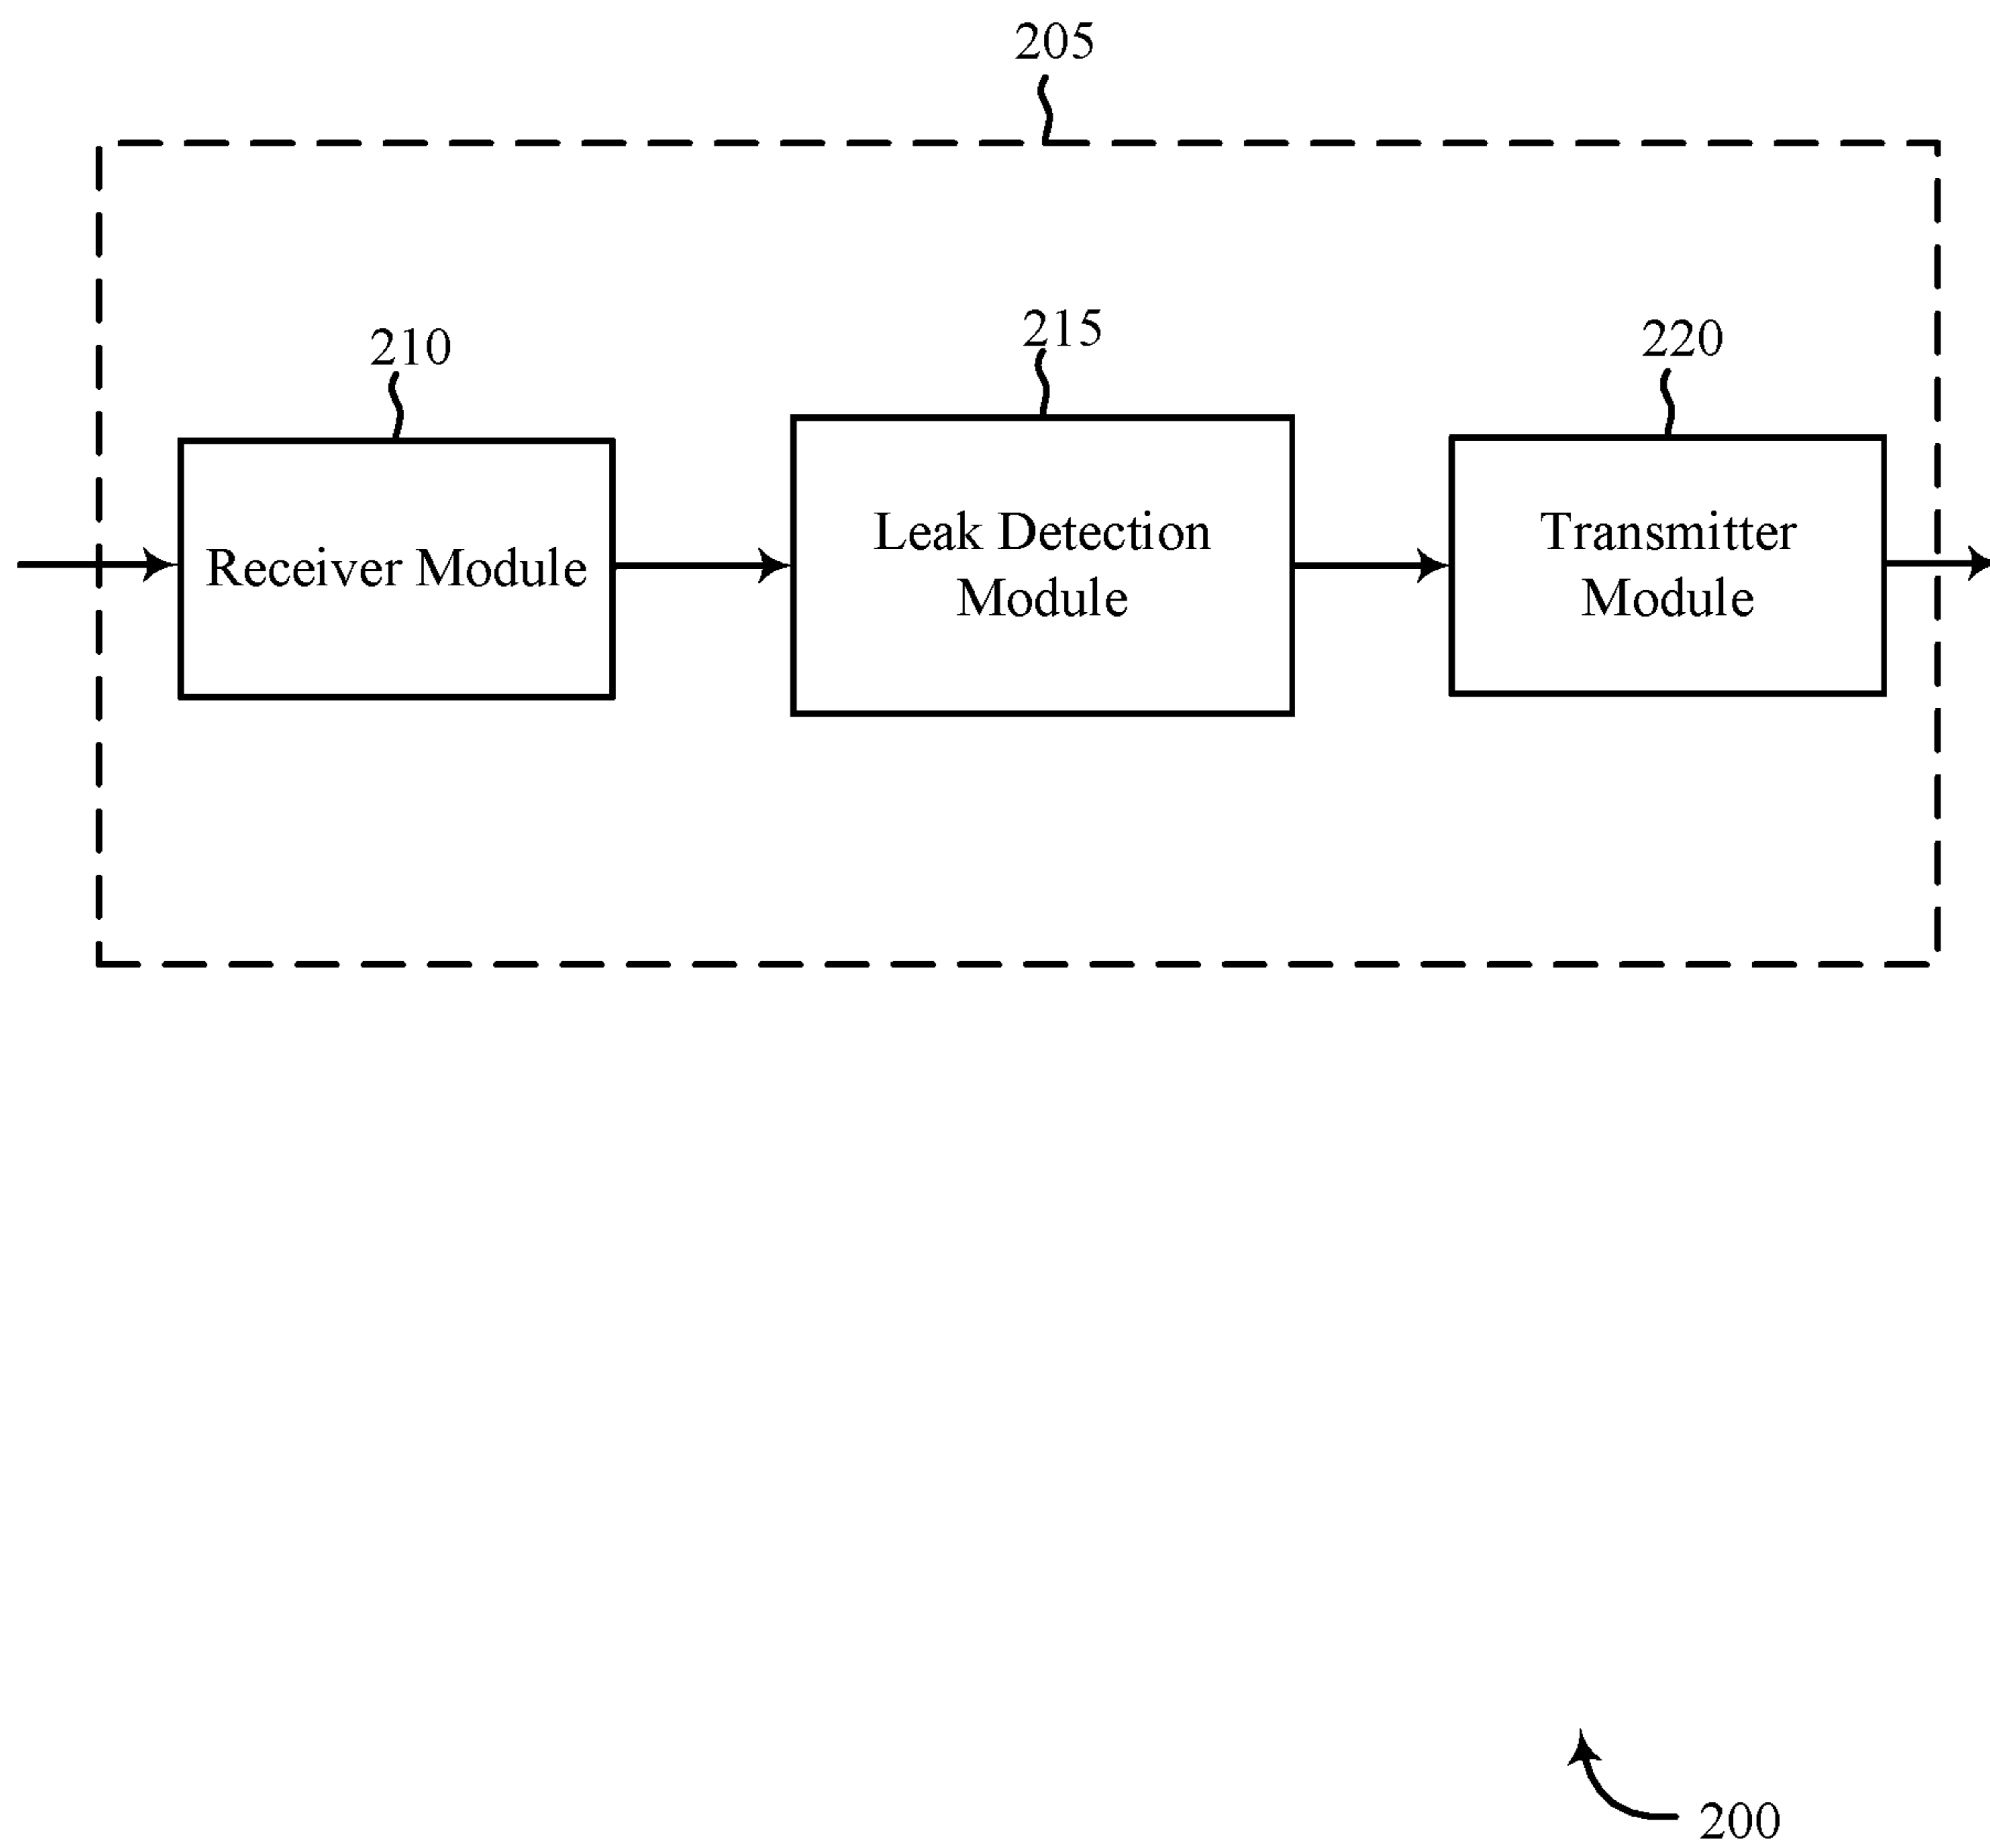 205
210
215
220
Receiver Module
Leak Detection
Module
Transmitter
Module
200